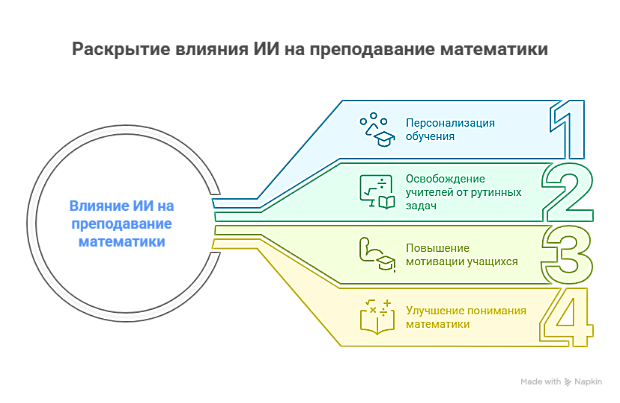 Раскрытие влияния ИИ на преподавание математики
Влияние ИИ на
преподавание
математики
Персонализация
обучения
1
Освобождение
учителей от рутинных
задач
2
Повышение
мотивации учащихся
3
Улучшение понимания
математики
4
Made with Napkin